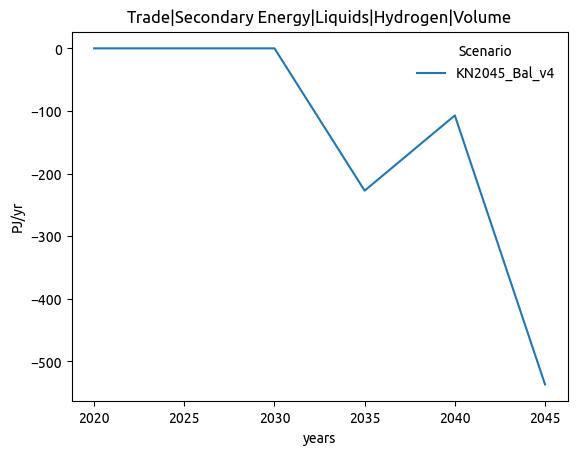 Trade|Secondary Energy|Liquids|Hydrogen|Volume
Scenario
KN2045_Bal_v4
0
−100
−200
−300
−400
−500
PJ/yr
2020 2025 2030 2035 2040 2045
years